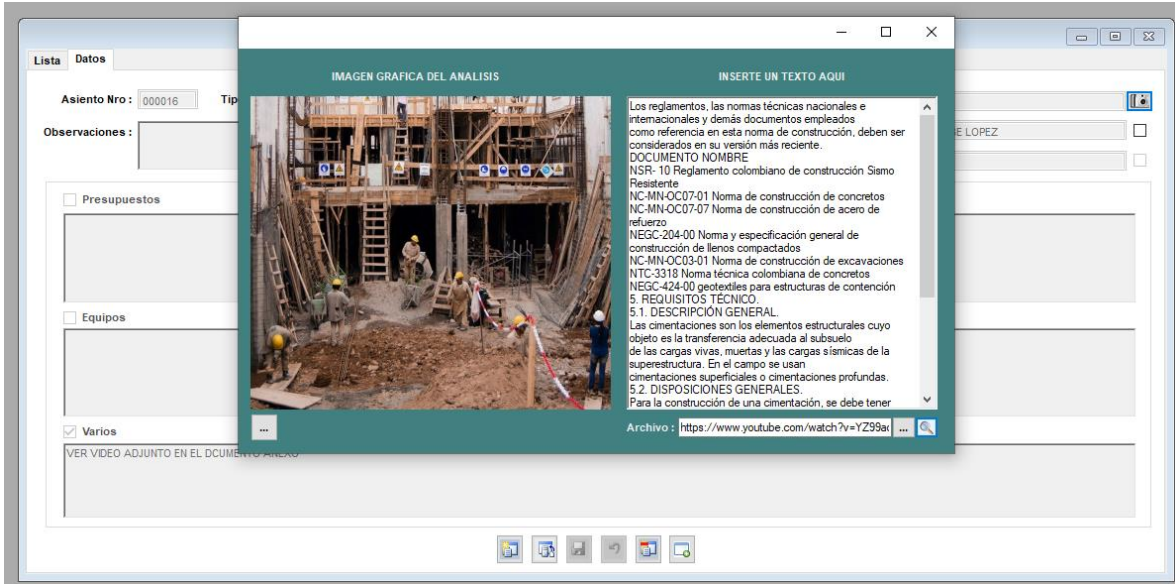 Lista Datos
IMAGEN GRAFICA DEL ANALISIS
INSERTE UN TEXTO AQUI
Asiento Nro : 000016 Tip
Observaciones :
E LOPEZ
Los reglamentos, las normas técnicas nacionales e
internacionales y demás documentos empleados
como referencia en esta norma de construcción, deben ser
considerados en su versión más reciente.
DOCUMENTO NOMBRE
NSR- 10 Reglamento colombiano de construcción Sismo
Resistente
NC-MN-OC07-01 Norma de construcción de concretos
NC-MN-OC07-07 Norma de construcción de acero de
refuerzo
NEGC-204-00 Norma y especificación general de
construcción de llenos compactados
NC-MN-OC03-01 Norma de construcción de excavaciones
NTC-3318 Norma técnica colombiana de concretos
NEGC-424-00 geotextiles para estructuras de contención
5. REQUISITOS TÉCNICO.
5.1. DESCRIPCIÓN GENERAL.
Las cimentaciones son los elementos estructurales cuyo
objeto es la transferencia adecuada al subsuelo
de las cargas vivas, muertas y las cargas sísmicas de la
superestructura. En el campo se usan
cimentaciones superficiales o cimentaciones profundas.
5.2. DISPOSICIONES GENERALES.
Para la construcción de una cimentación, se debe tener
Presupuestos
Equipos
Varios
...
Archivo : https://www.youtube.com/watch?v=YZ99a ...
VER VIDEO ADJUNTO EN EL DCUMENTO ANEXO